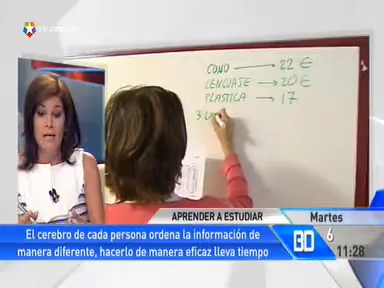 CONO → 22 €
LENGUAJE → 20 €
PLASTICA → 17
APRENDER A ESTUDIAR
Martes
El cerebro de cada persona ordena la información de
manera diferente, hacerlo de manera eficaz lleva tiempo
6
11:28